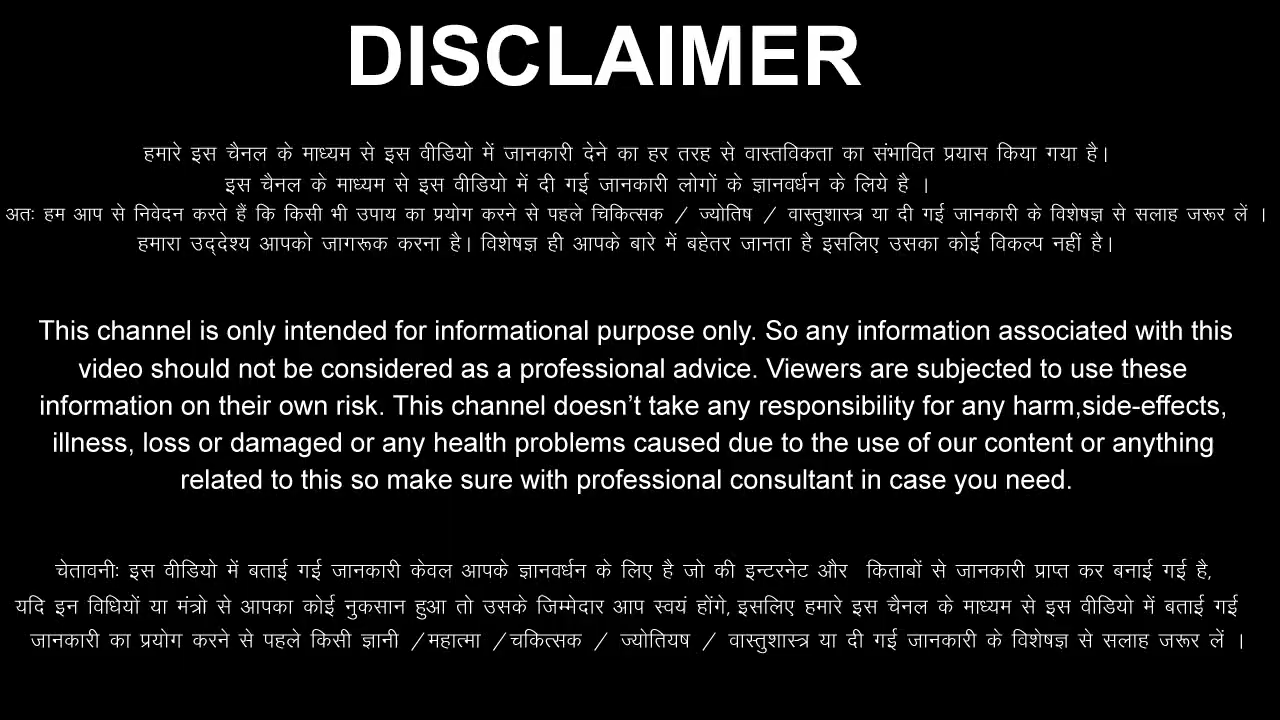 DISCLAIMER
हमारे इस चैनल के माध्यम से इस वीडियो में जानकारी देने का हर तरह से वास्तविकता का संभावित प्रयास किया गया है।
इस चैनल के माध्यम से इस वीडियो में दी गई जानकारी लोगों के ज्ञानवर्धन के लिये है ।
अतः हम आप से निवेदन करते हैं कि किसी भी उपाय का प्रयोग करने से पहले चिकित्सक / ज्योतिष / वास्तुशास्त्र या दी गई जानकारी के विशेषज्ञ से सलाह जरूर लें ।
हमारा उद्देश्य आपको जागरूक करना है। विशेषज्ञ ही आपके बारे में बहेतर जानता है इसलिए उसका कोई विकल्प नहीं है।
This channel is only intended for informational purpose only. So any information associated with this
video should not be considered as a professional advice. Viewers are subjected to use these
information on their own risk. This channel doesn’t take any responsibility for any harm,side-effects,
illness, loss or damaged or any health problems caused due to the use of our content or anything
related to this so make sure with professional consultant in case you need.
चेतावनीः इस वीडियो में बताई गई जानकारी केवल आपके ज्ञानवर्धन के लिए है जो की इन्टरनेट और किताबों से जानकारी प्राप्त कर बनाई गई है,
यदि इन विधियों या मंत्रो से आपका कोई नुकसान हुआ तो उसके जिम्मेदार आप स्वयं होंगे, इसलिए हमारे इस चैनल के माध्यम से इस वीडियो में बताई गई
जानकारी का प्रयोग करने से पहले किसी ज्ञानी /महात्मा /चकित्सक / ज्योतियष / वास्तुशास्त्र या दी गई जानकारी के विशेषज्ञ से सलाह जरूर लें ।